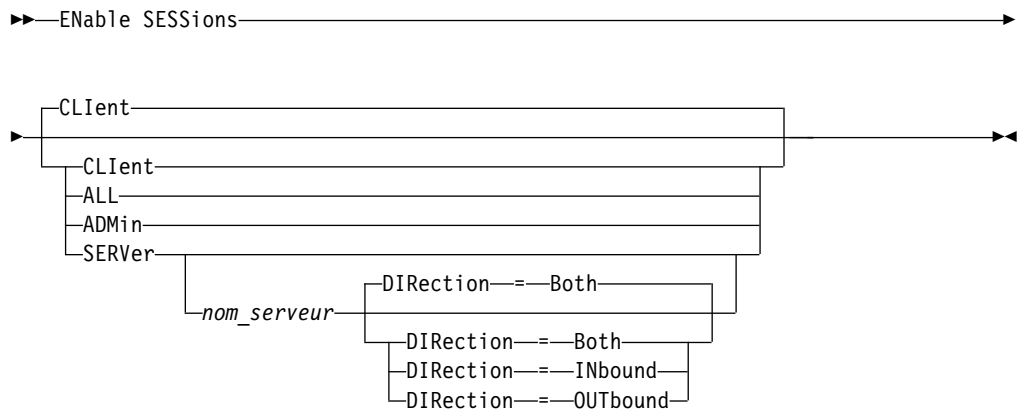 ENable SESSions
CLIent
CLIent
ALL
ADMin
SERVer
DIRection = Both
nom_serveur
DIRection = Both
DIRection = INbound
DIRection = OUTbound